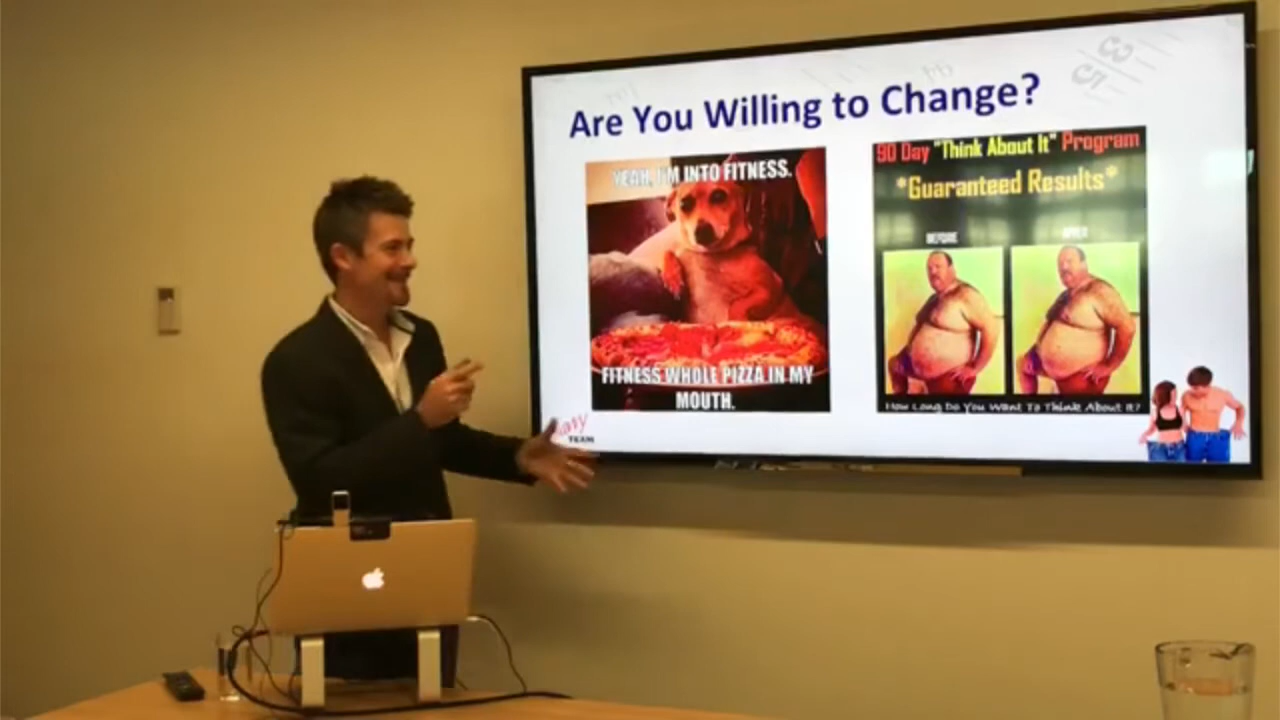 Are You Willing to Change?
YEAH, I'M INTO FITNESS.
FITNESS WHOLE PIZZA IN MY
MOUTH.
90 Day "Think About It" Program
*Guaranteed Results*
BEFORE
AFTER
How Long Do You Want To Think About It?
TEAM
35